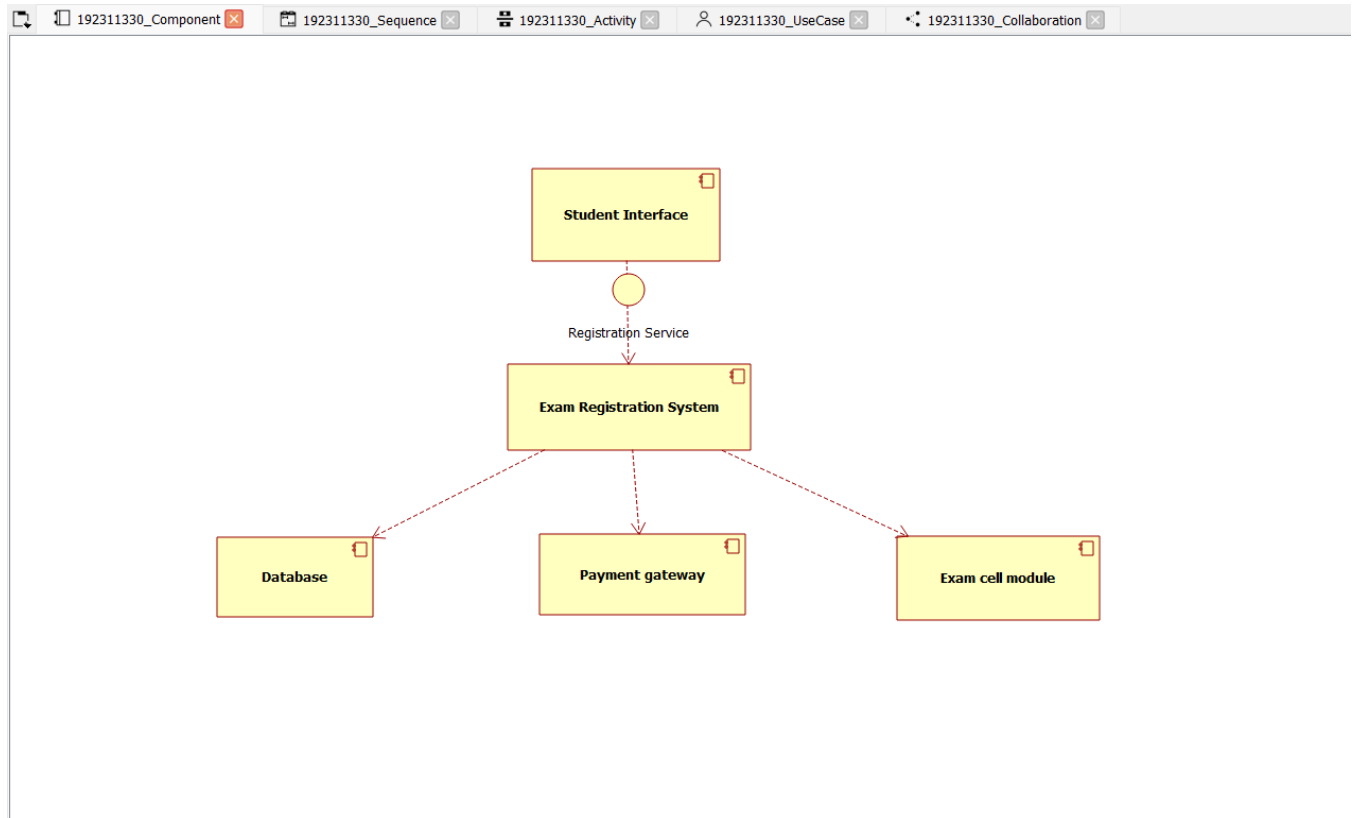 192311330_Component
192311330_Sequence
192311330_Activity
192311330_UseCase
192311330_Collaboration
Student Interface
Registration Service
Exam Registration System
Database
Payment gateway
Exam cell module